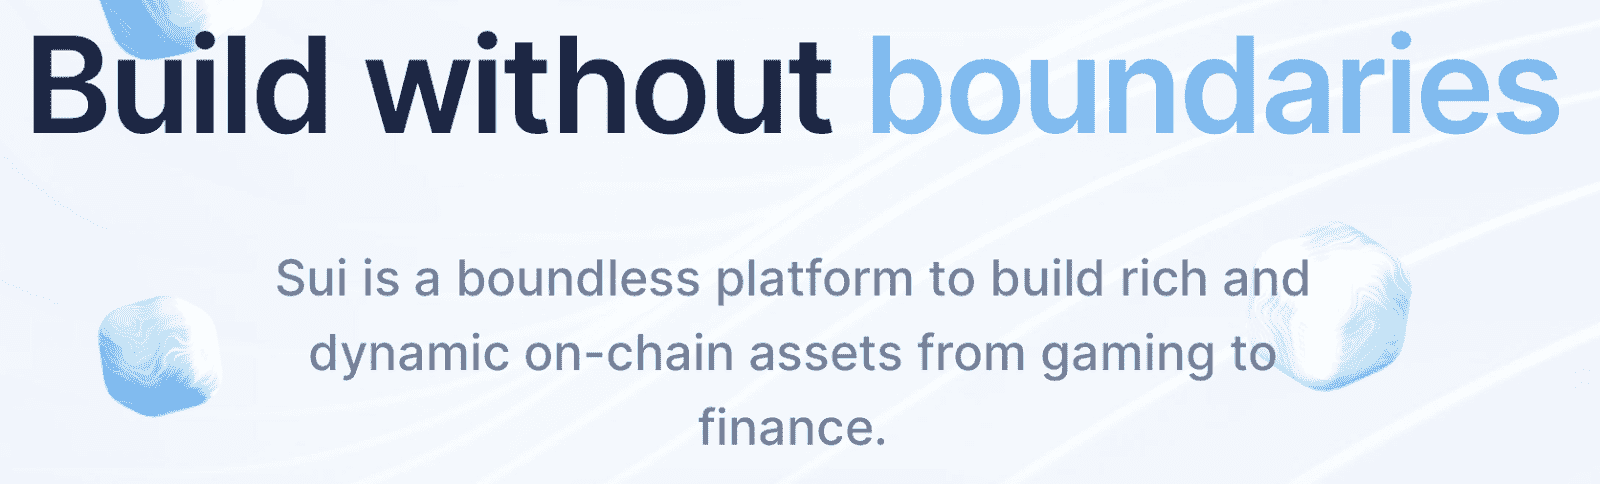 Build without boundaries
Sui is a boundless platform to build rich and
dynamic on-chain assets from gaming to
finance.